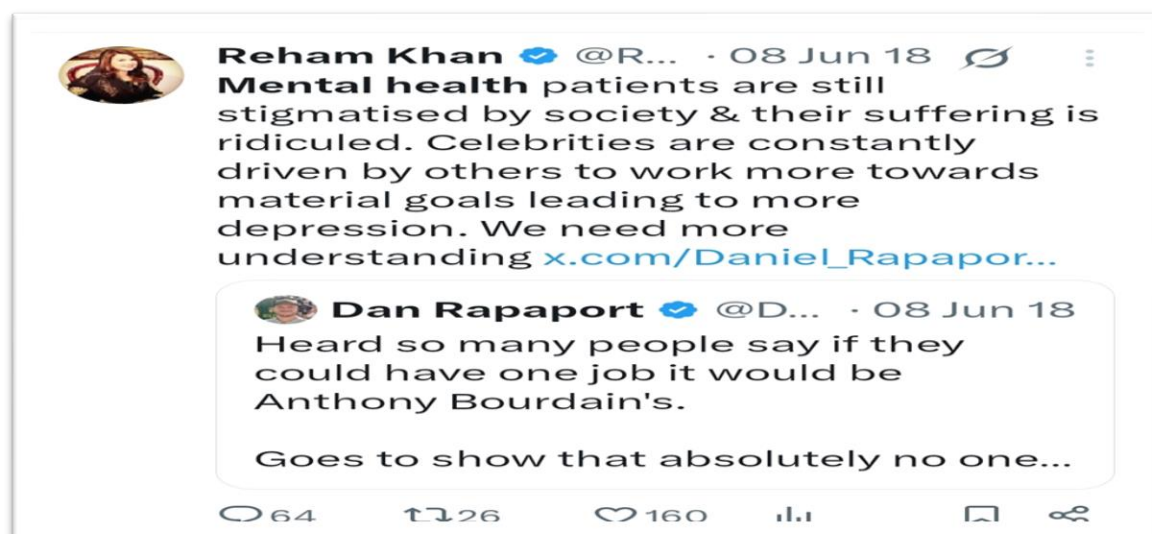 Reham Khan @R... · 08 Jun 18
Mental health patients are still
stigmatised by society & their suffering is
ridiculed. Celebrities are constantly
driven by others to work more towards
material goals leading to more
depression. We need more
understanding x.com/Daniel_Rapapor...
Dan Rapaport @D... · 08 Jun 18
Heard so many people say if they
could have one job it would be
Anthony Bourdain's.
Goes to show that absolutely no one...
64 26 160